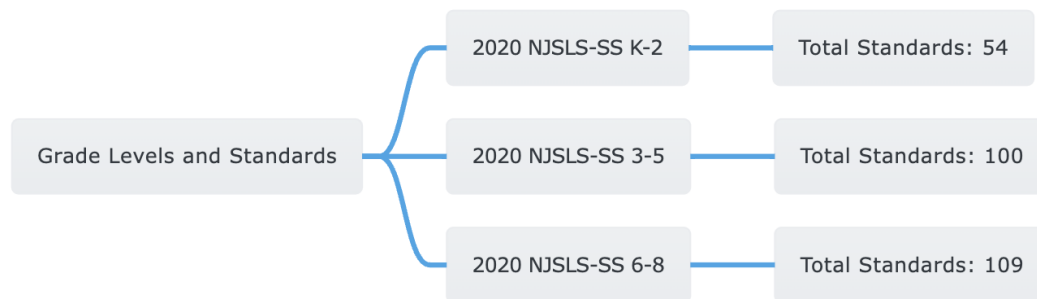 2020 NJSLS-SS K-2
Total Standards: 54
Grade Levels and Standards
2020 NJSLS-SS 3-5
Total Standards: 100
2020 NJSLS-SS 6-8
Total Standards: 109